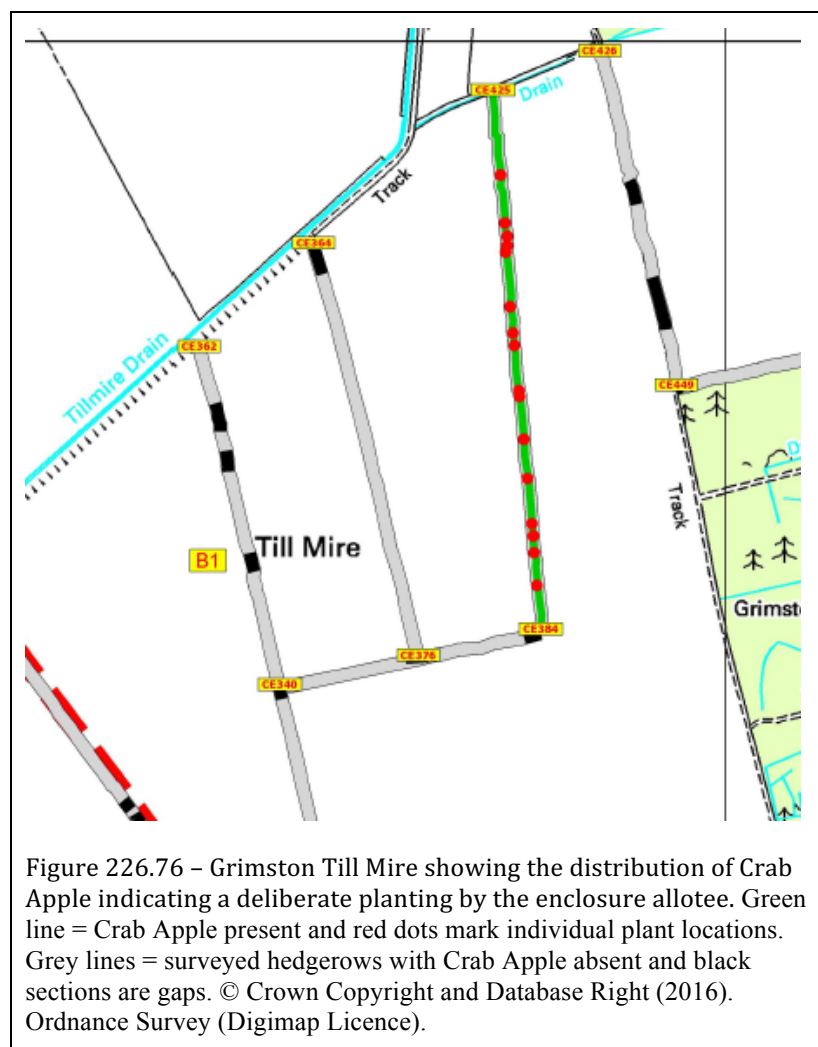 CE426
CE425
Drain
Track
CE364
CE362
Tillmire Drain
CE449
Track
B1
Till Mire
Grimst
CE384
CE376
CE340
Figure 226.76 – Grimston Till Mire showing the distribution of Crab
Apple indicating a deliberate planting by the enclosure allotee. Green
line = Crab Apple present and red dots mark individual plant locations.
Grey lines = surveyed hedgerows with Crab Apple absent and black
sections are gaps. © Crown Copyright and Database Right (2016).
Ordnance Survey (Digimap Licence).